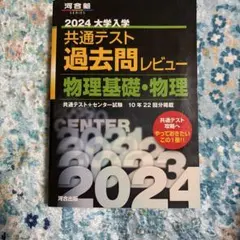 河合塾
SERIES
2024 大学入学
共通テスト
過去問レビュー
物理基礎・物理
共通テスト+センター試験 10年22回分掲載
共通テスト
攻略へ
やっておきたい
この1冊!!
CENTER
2023
2024
河合出版